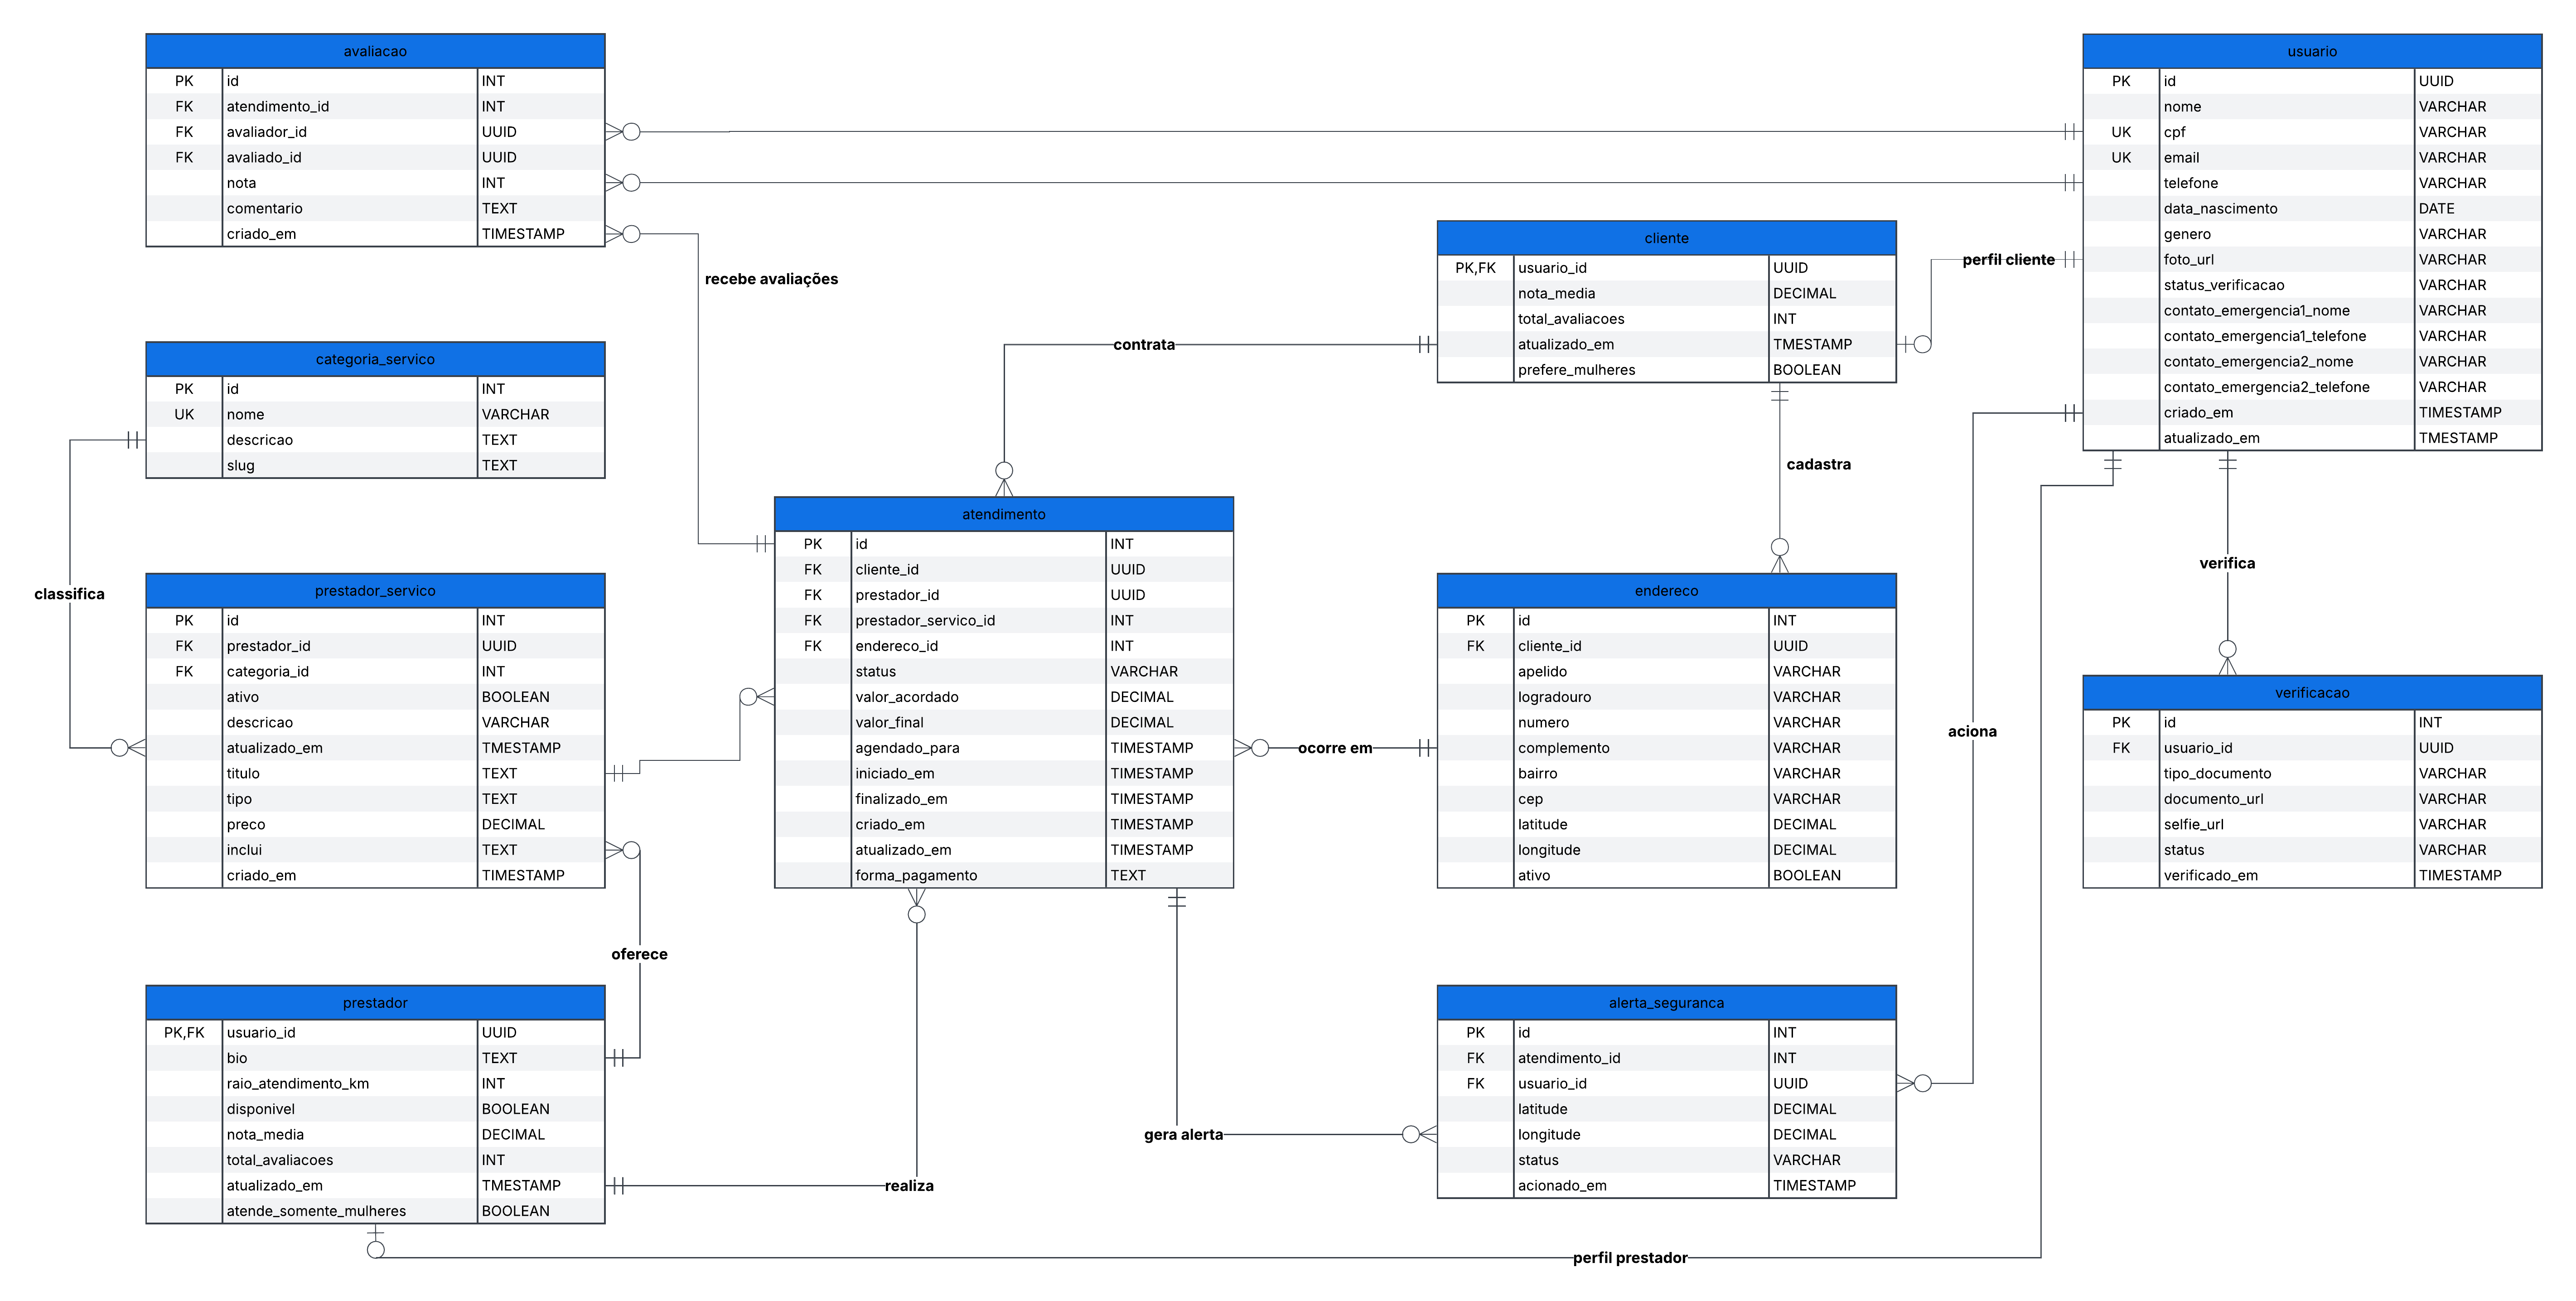 avaliacao
PK id INT
FK atendimento_id INT
FK avaliador_id UUID
FK avaliado_id UUID
nota INT
comentario TEXT
criado_em TIMESTAMP
usuario
PK id UUID
nome VARCHAR
UK cpf VARCHAR
UK email VARCHAR
telefone VARCHAR
data_nascimento DATE
genero VARCHAR
foto_url VARCHAR
status_verificacao VARCHAR
contato_emergencia1_nome VARCHAR
contato_emergencia1_telefone VARCHAR
contato_emergencia2_nome VARCHAR
contato_emergencia2_telefone VARCHAR
criado_em TIMESTAMP
atualizado_em TMESTAMP
cliente
PK,FK usuario_id UUID
nota_media DECIMAL
total_avaliacoes INT
atualizado_em TMESTAMP
prefere_mulheres BOOLEAN
perfil cliente
recebe avaliações
contrata
cadastra
categoria_servico
PK id INT
UK nome VARCHAR
descricao TEXT
slug TEXT
classifica
prestador_servico
PK id INT
FK prestador_id UUID
FK categoria_id INT
ativo BOOLEAN
descricao VARCHAR
atualizado_em TMESTAMP
titulo TEXT
tipo TEXT
preco DECIMAL
inclui TEXT
criado_em TIMESTAMP
atendimento
PK id INT
FK cliente_id UUID
FK prestador_id UUID
FK prestador_servico_id INT
FK endereco_id INT
status VARCHAR
valor_acordado DECIMAL
valor_final DECIMAL
agendado_para TIMESTAMP
iniciado_em TIMESTAMP
finalizado_em TIMESTAMP
criado_em TIMESTAMP
atualizado_em TIMESTAMP
forma_pagamento TEXT
ocorre em
endereco
PK id INT
FK cliente_id UUID
apelido VARCHAR
logradouro VARCHAR
numero VARCHAR
complemento VARCHAR
bairro VARCHAR
cep VARCHAR
latitude DECIMAL
longitude DECIMAL
ativo BOOLEAN
verifica
aciona
verificacao
PK id INT
FK usuario_id UUID
tipo_documento VARCHAR
documento_url VARCHAR
selfie_url VARCHAR
status VARCHAR
verificado_em TIMESTAMP
oferece
prestador
PK,FK usuario_id UUID
bio TEXT
raio_atendimento_km INT
disponivel BOOLEAN
nota_media DECIMAL
total_avaliacoes INT
atualizado_em TMESTAMP
atende_somente_mulheres BOOLEAN
realiza
gera alerta
alerta_seguranca
PK id INT
FK atendimento_id INT
FK usuario_id UUID
latitude DECIMAL
longitude DECIMAL
status VARCHAR
acionado_em TIMESTAMP
perfil prestador